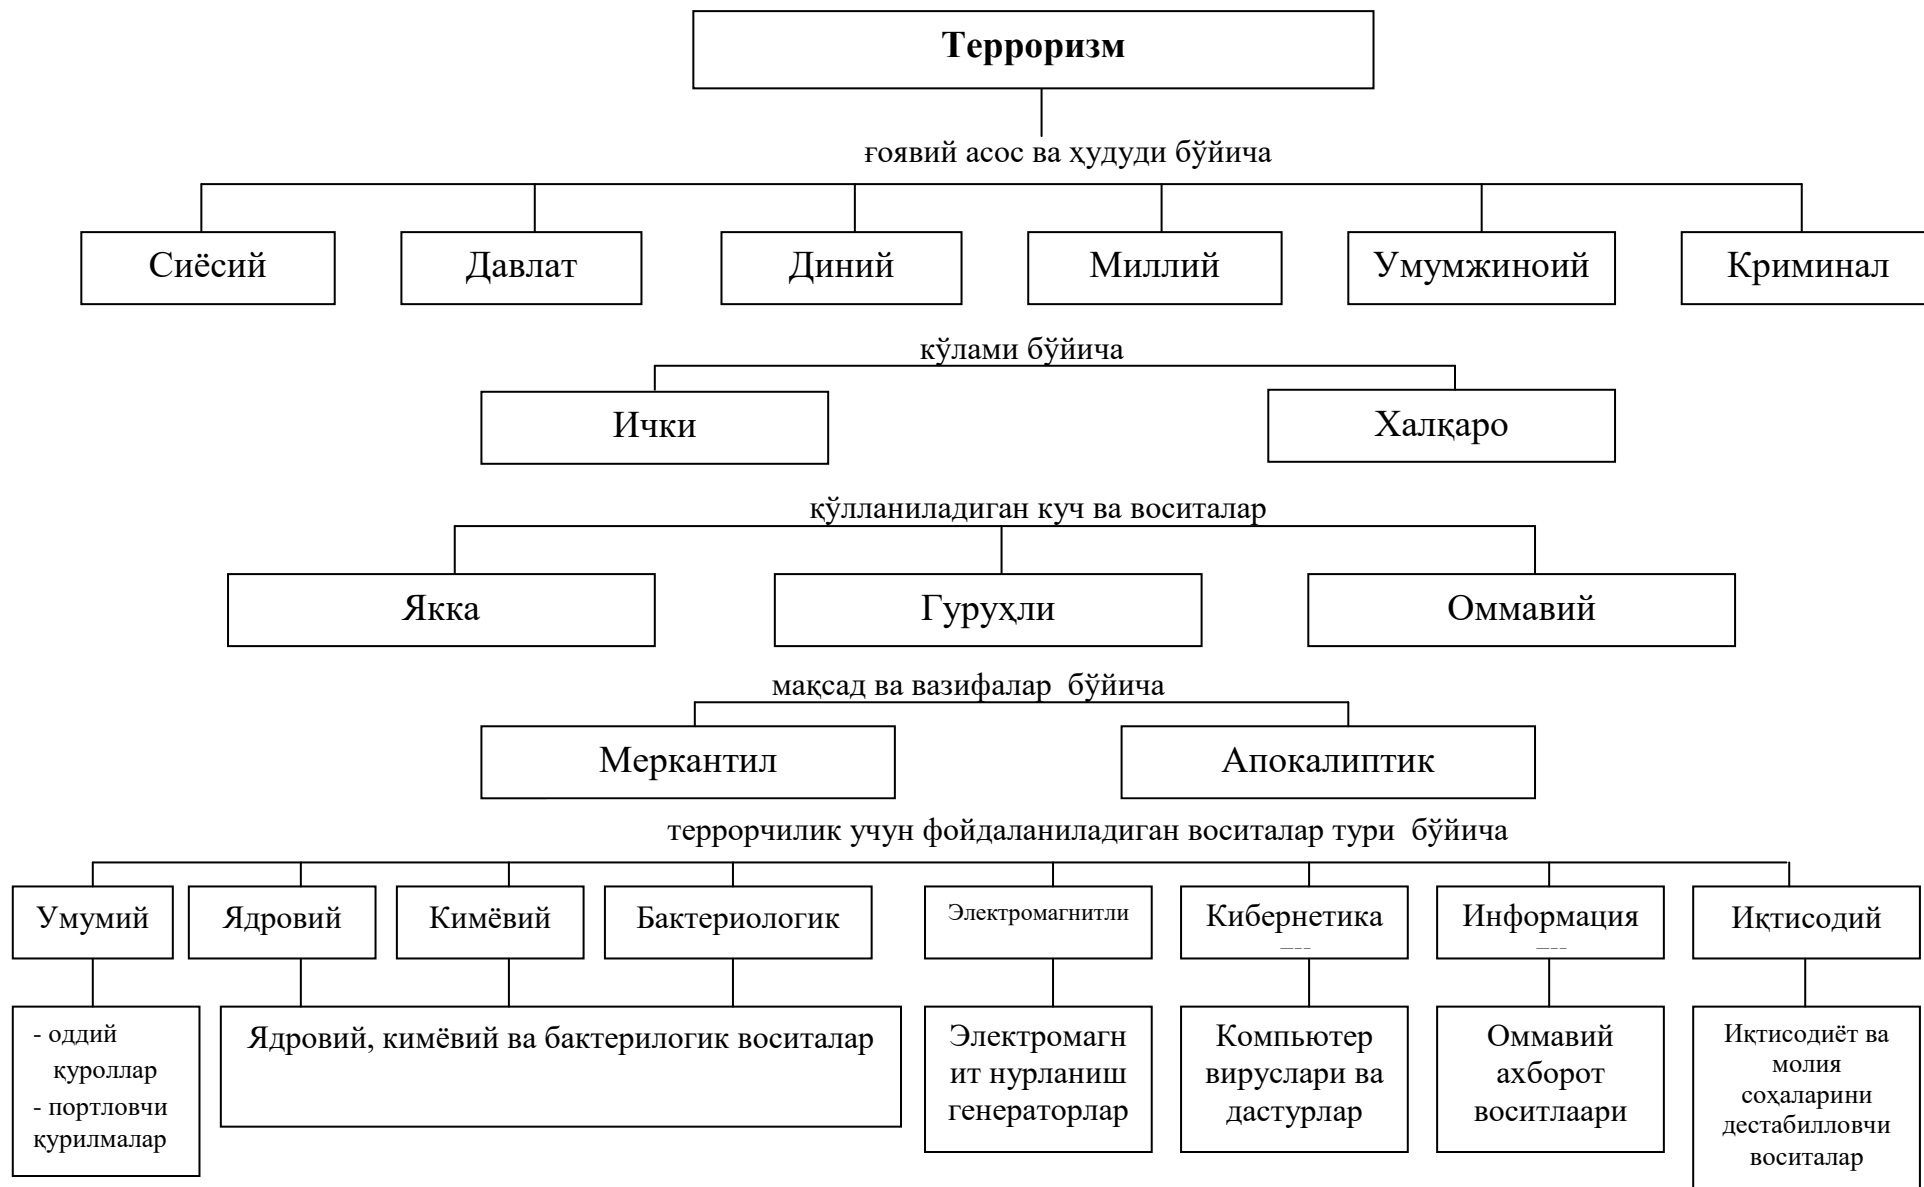 Терроризм
ғоявий асос ва ҳудуди бўйича
Сиёсий
Давлат
Диний
Миллий
Умумжиноий
Криминал
кўлами бўйича
Ички
Халқаро
қўлланиладиган куч ва воситалар
Якка
Гуруҳли
Оммавий
мақсад ва вазифалар бўйича
Меркантил
Апокалиптик
террорчилик учун фойдаланиладиган воситалар тури бўйича
Умумий
Ядровий
Кимёвий
Бактериологик
Электромагнитли
Кибернетика
Информация
Иқтисодий
- оддий
қуроллар
- портловчи
қурилмалар
Ядровий, кимёвий ва бактерилогик воситалар
Электромагн
ит нурланиш
генераторлар
Компьютер
вируслари ва
дастурлар
Оммавий
ахборот
воситлаари
Иқтисодиёт ва
молия
соҳаларини
дестабилловчи
воситалар